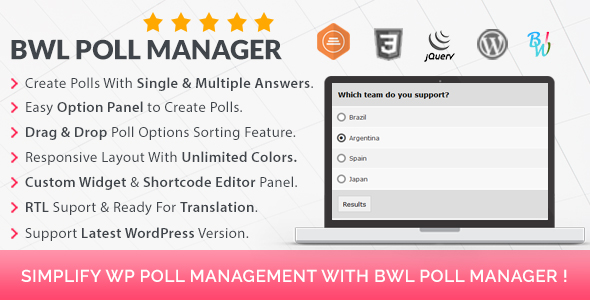 BWL POLL MANAGER
Create Polls With Single & Multiple Answers.
Easy Option Panel to Create Polls.
Drag & Drop Poll Options Sorting Feature.
Responsive Layout With Unlimited Colors.
Custom Widget & Shortcode Editor Panel.
RTL Suport & Ready For Translation.
Support Latest WordPress Version.
3
jQuery
W
BW
Which team do you support?
Brazil
Argentina
Spain
Japan
Results
SIMPLIFY WP POLL MANAGEMENT WITH BWL POLL MANAGER !